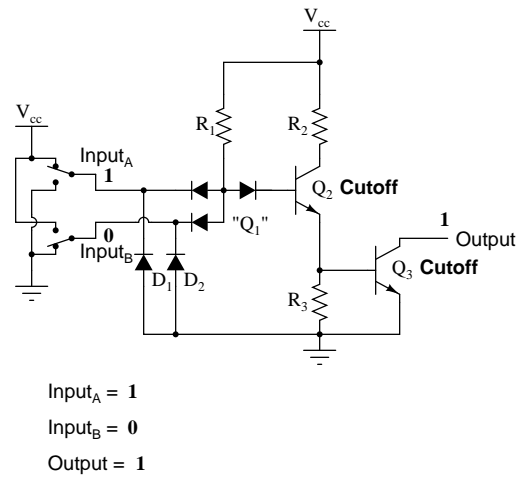 Vcc
Vcc
R1
R2
InputA
1
Q2 Cutoff
"Q1"
0
InputB
1
Output
D1
D2
Q3 Cutoff
R3
InputA = 1
InputB = 0
Output = 1